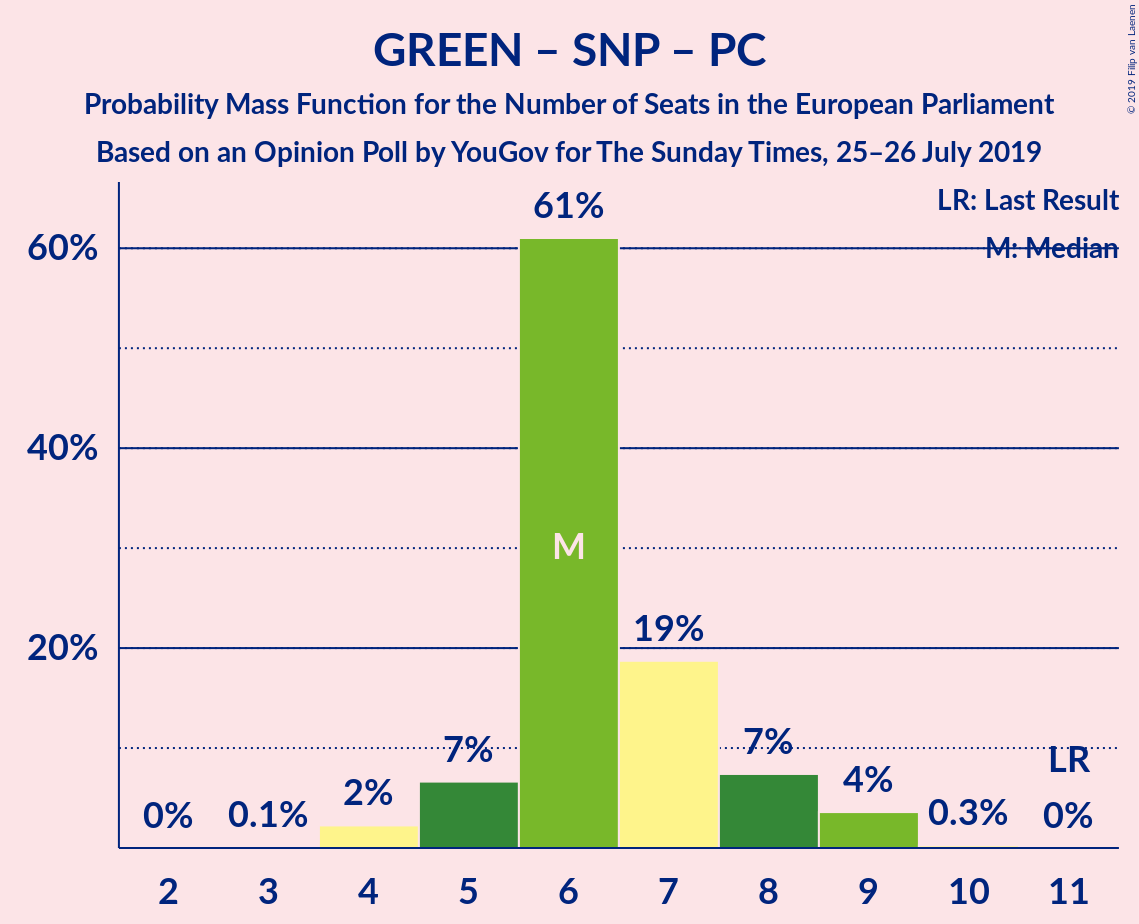 GREEN – SNP – PC
Probability Mass Function for the Number of Seats in the European Parliament
Based on an Opinion Poll by YouGov for The Sunday Times, 25–26 July 2019
© 2019 Filip van Laenen
LR: Last Result
M: Median
60%
40%
20%
0%
0.1%
2%
7%
61%
M
19%
7%
4%
0.3%
LR
0%
2 3 4 5 6 7 8 9 10 11